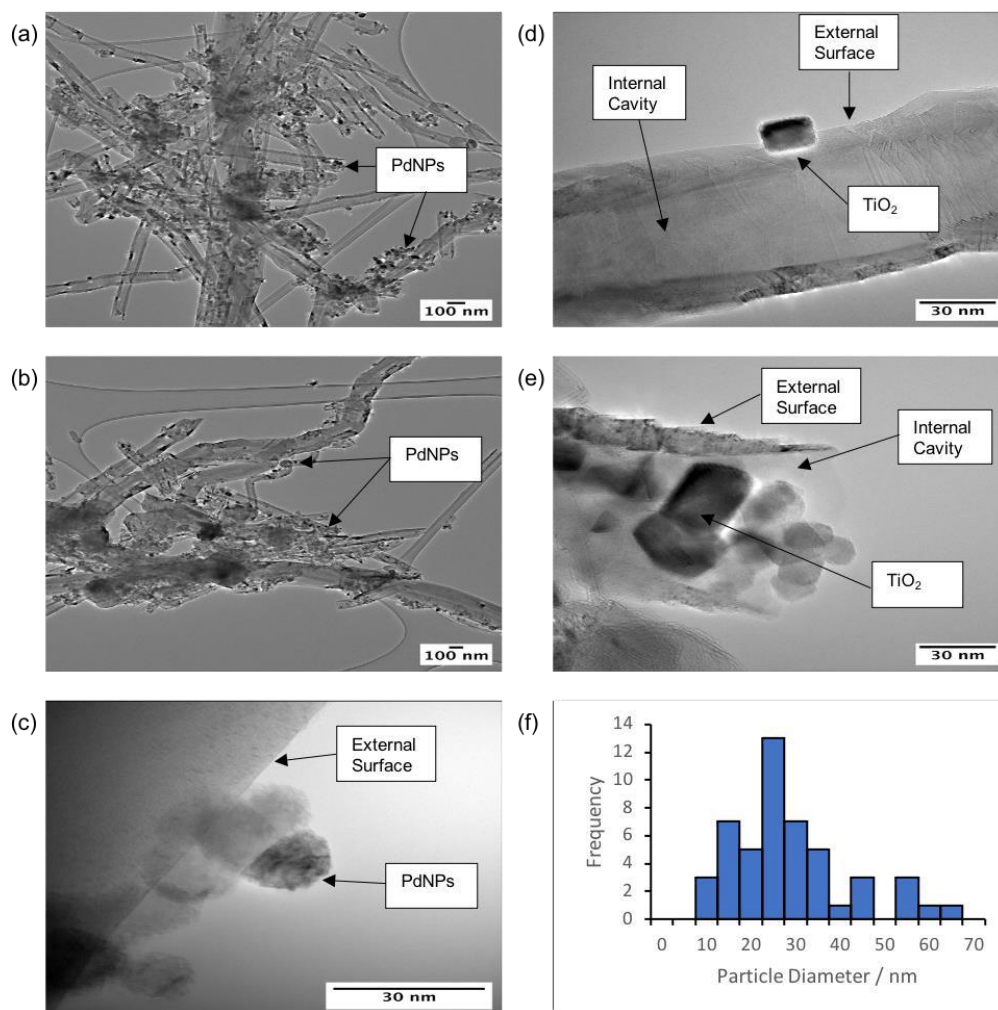 (a)
PdNPs
100 nm
(b)
PdNPs
100 nm
(c)
External
Surface
PdNPs
30 nm
(d)
External
Surface
Internal
Cavity
TiO₂
30 nm
(e)
External
Surface
Internal
Cavity
TiO₂
30 nm
(f)
Frequency
14
12
10
8
6
4
2
0
0 10 20 30 40 50 60 70
Particle Diameter / nm